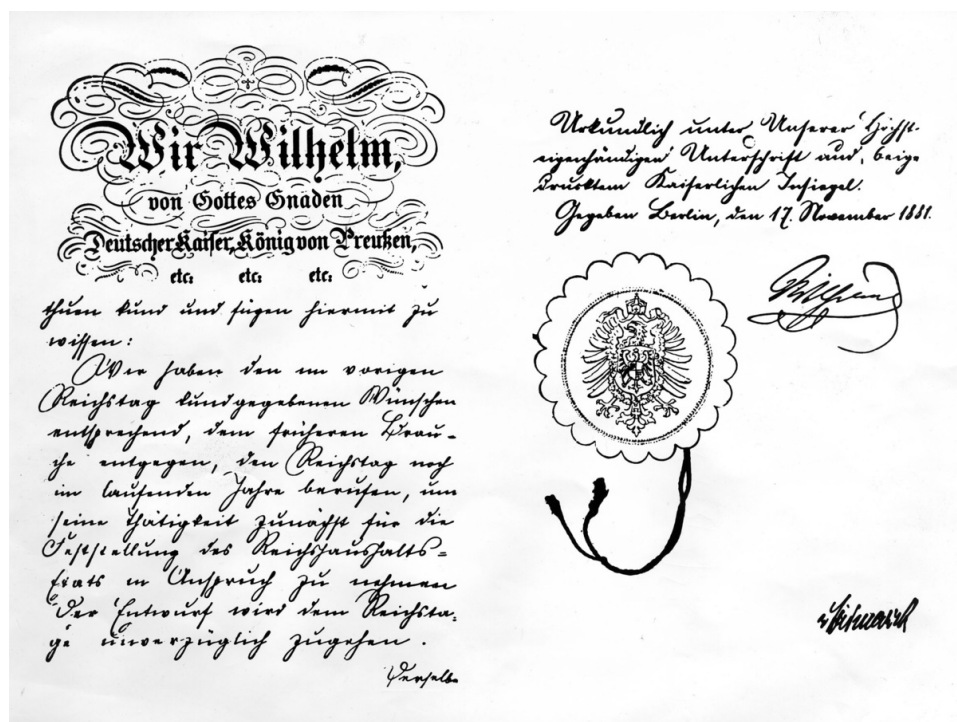 Wir Wilhelm,
von Gottes Gnaden
Deutscher Kaiser, König von Preußen,
etc: etc: etc:
thuen kund und fügen hiermit zu
wissen:
Wir haben den im vorigen
Reichstag kundgegebenen Wünschen
entsprechend, dem früheren Brau-
che entgegen, den Reichstag noch
im laufenden Jahre berufen, um
seine Thätigkeit zunächst für die
Feststellung des Reichshaushalts-
Etats in Anspruch zu nehmen
Der Entwurf wird dem Reichsta-
ge unverzüglich zugehen.
Derselbe
Urkundlich unter Unserer Höchst-
eigenhändigen Unterschrift und beige-
drucktem Kaiserlichen Insiegel.
Gegeben Berlin, den 17. November 1881.
Wilhelm
v Bismarck